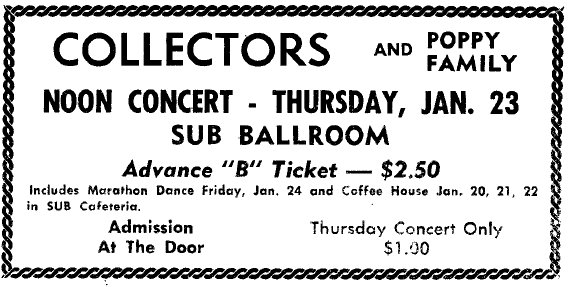 COLLECTORS AND POPPY FAMILY
NOON CONCERT - THURSDAY, JAN. 23
SUB BALLROOM
Advance "B" Ticket — $2.50
Includes Marathon Dance Friday, Jan. 24 and Coffee House Jan. 20, 21, 22
in SUB Cafeteria.
Admission
At The Door
Thursday Concert Only
$1.00